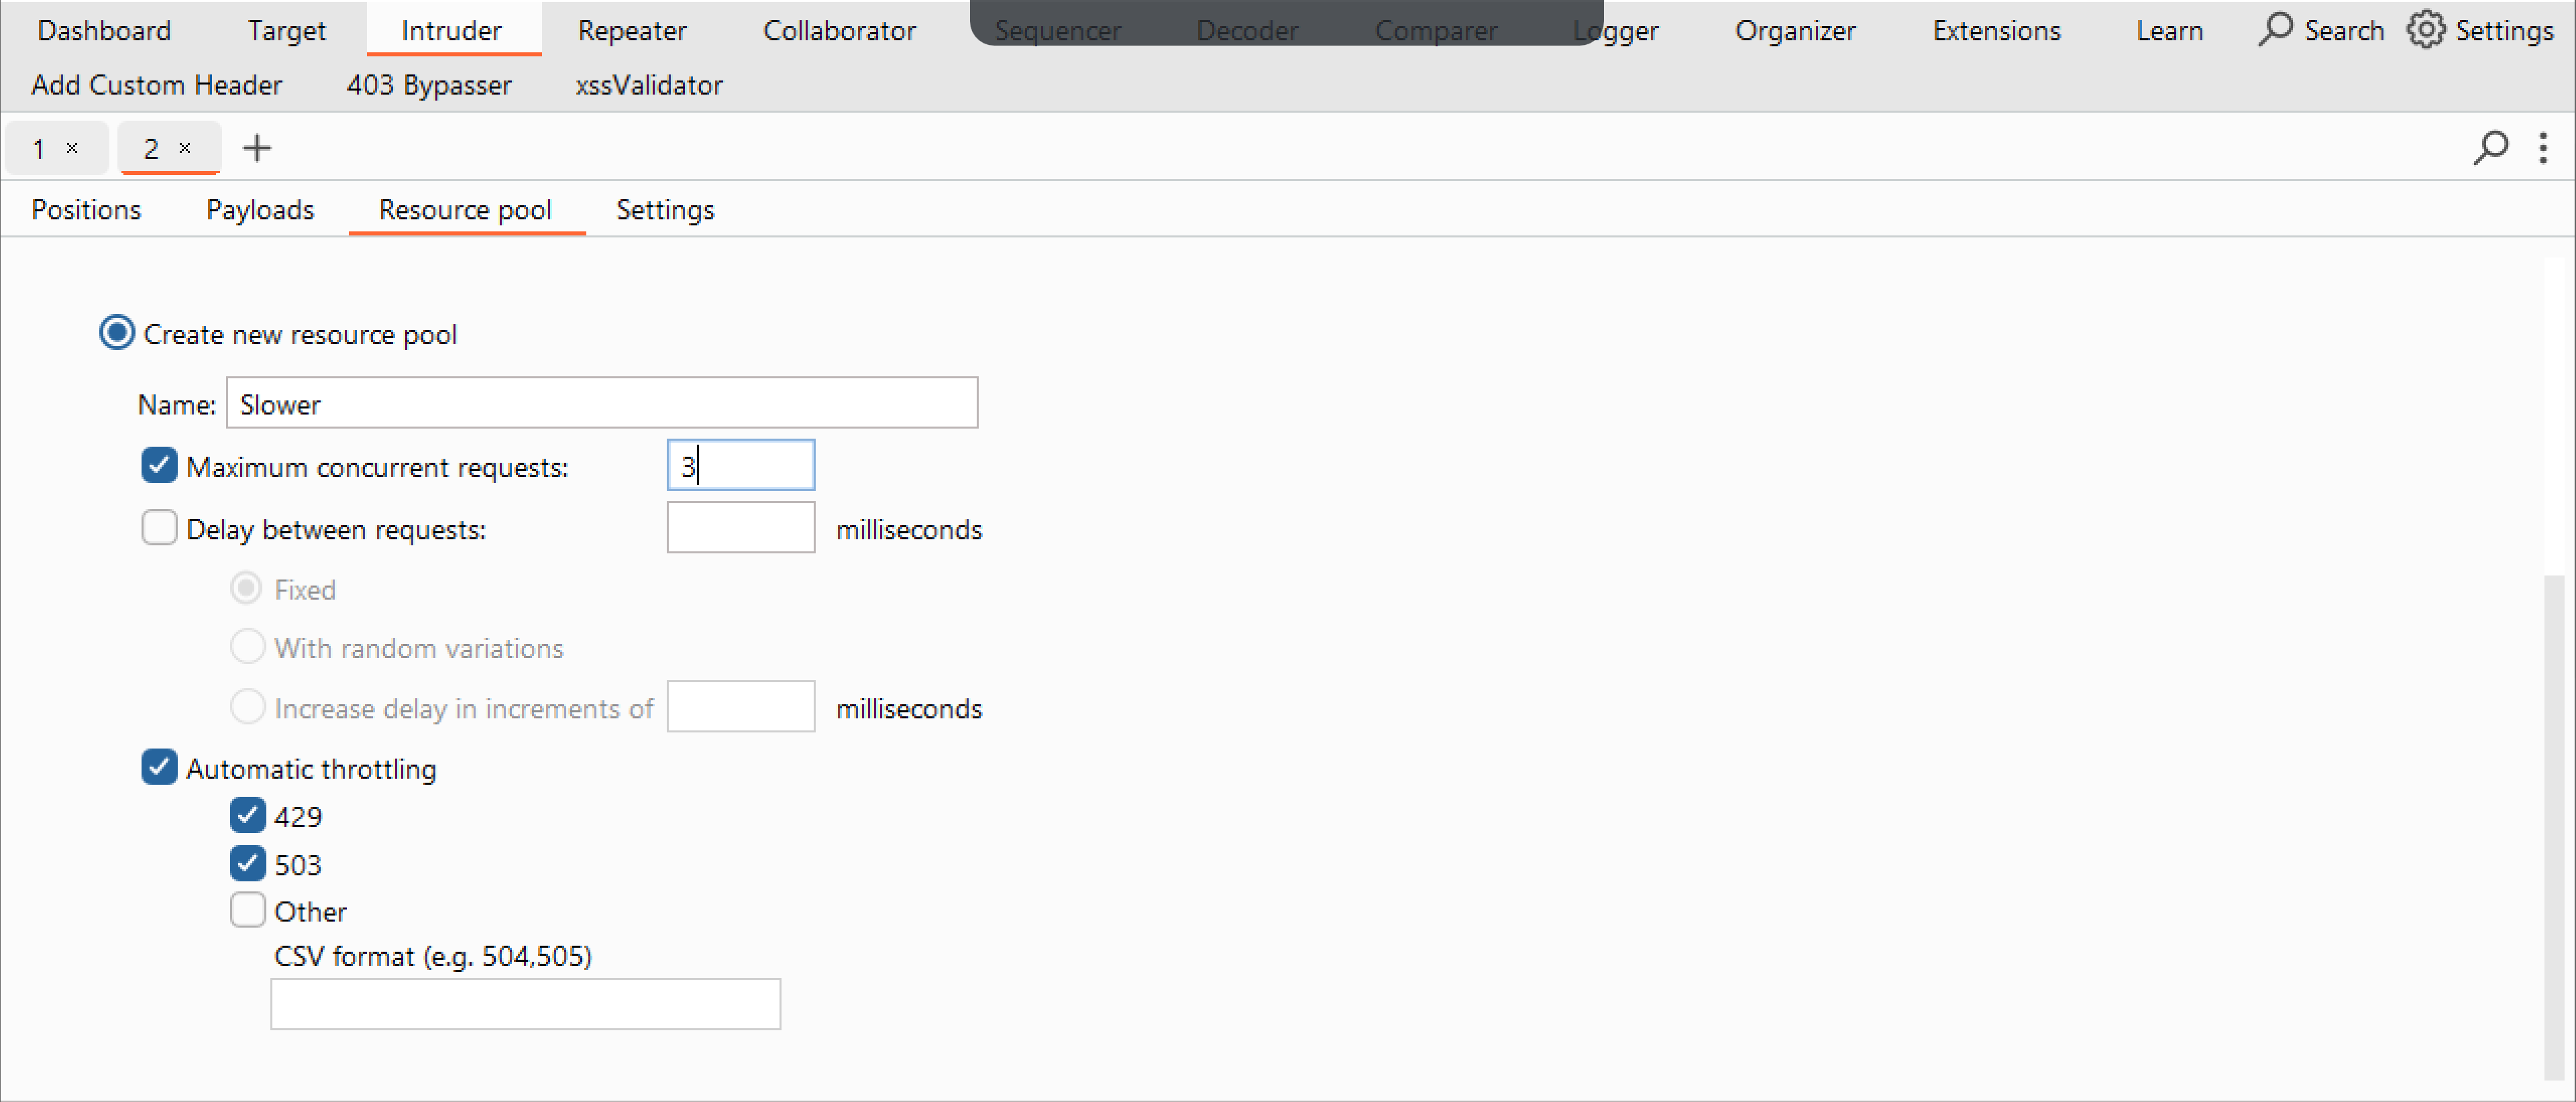 Dashboard Target Intruder Repeater Collaborator Sequencer Decoder Comparer Logger Organizer Extensions Learn Search Settings
Add Custom Header 403 Bypasser xssValidator
1 × 2 × +
Positions Payloads Resource pool Settings
Create new resource pool
Name: Slower
Maximum concurrent requests: 3
Delay between requests: milliseconds
Fixed
With random variations
Increase delay in increments of milliseconds
Automatic throttling
429
503
Other
CSV format (e.g. 504,505)